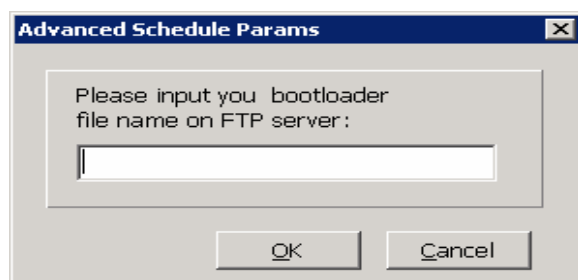 Advanced Schedule Params
Please input you bootloader
file name on FTP server:
OK
Cancel